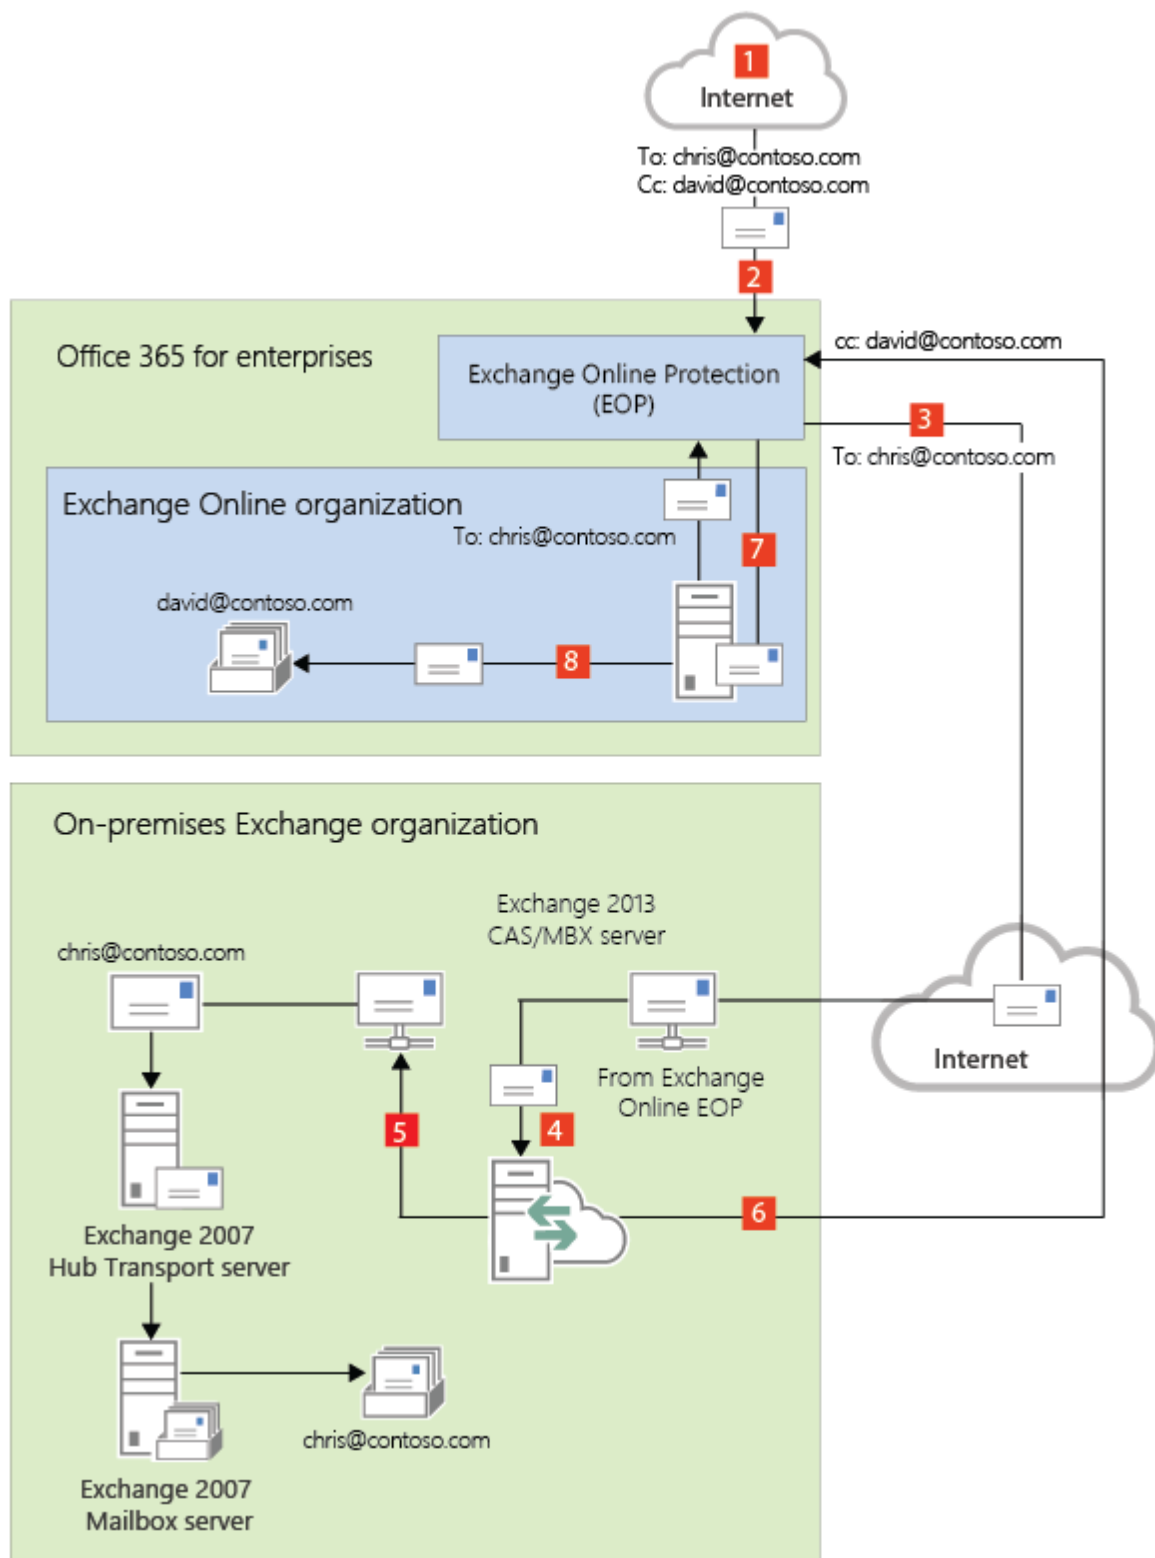 1
Internet
To: chris@contoso.com
Cc: david@contoso.com
2
Office 365 for enterprises
Exchange Online Protection
(EOP)
cc: david@contoso.com
3
To: chris@contoso.com
Exchange Online organization
To: chris@contoso.com
7
david@contoso.com
8
On-premises Exchange organization
Exchange 2013
CAS/MBX server
chris@contoso.com
Internet
From Exchange
Online EOP
5
4
6
Exchange 2007
Hub Transport server
chris@contoso.com
Exchange 2007
Mailbox server